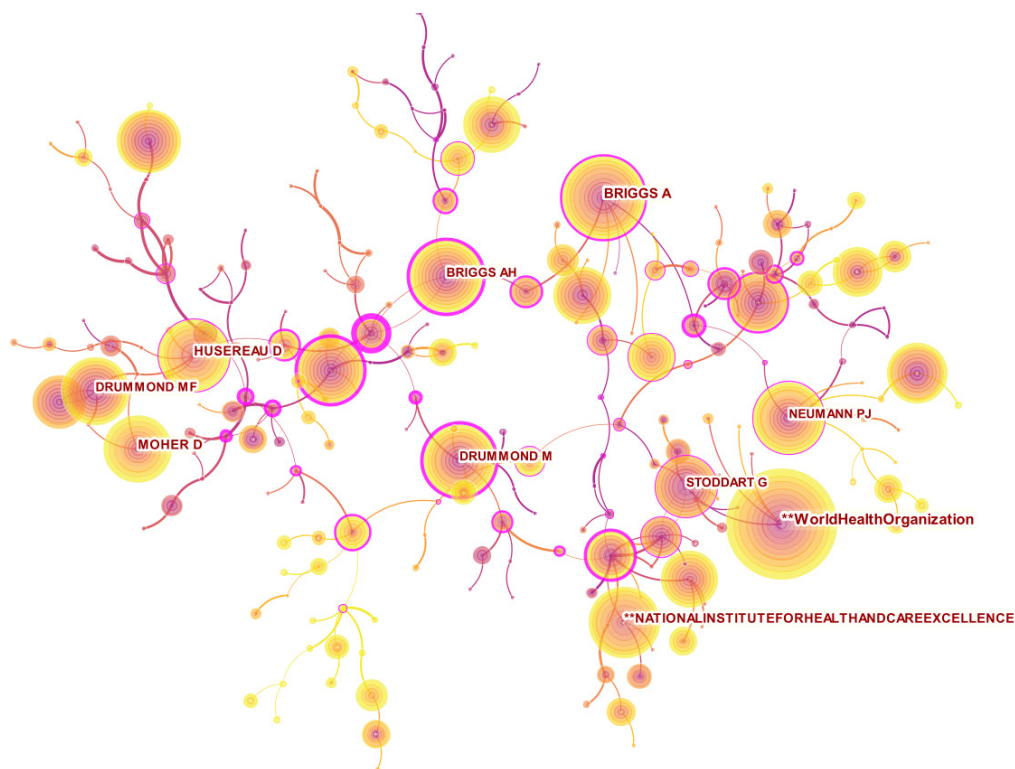 BRIGGS A
BRIGGS AH
HUSEREAU D
DRUMMOND MF
NEUMANN PJ
MOHER D
DRUMMOND M
STODDART G
**WorldHealthOrganization
**NATIONALINSTITUTEFORHEALTHANDCAREEXCELLENCE